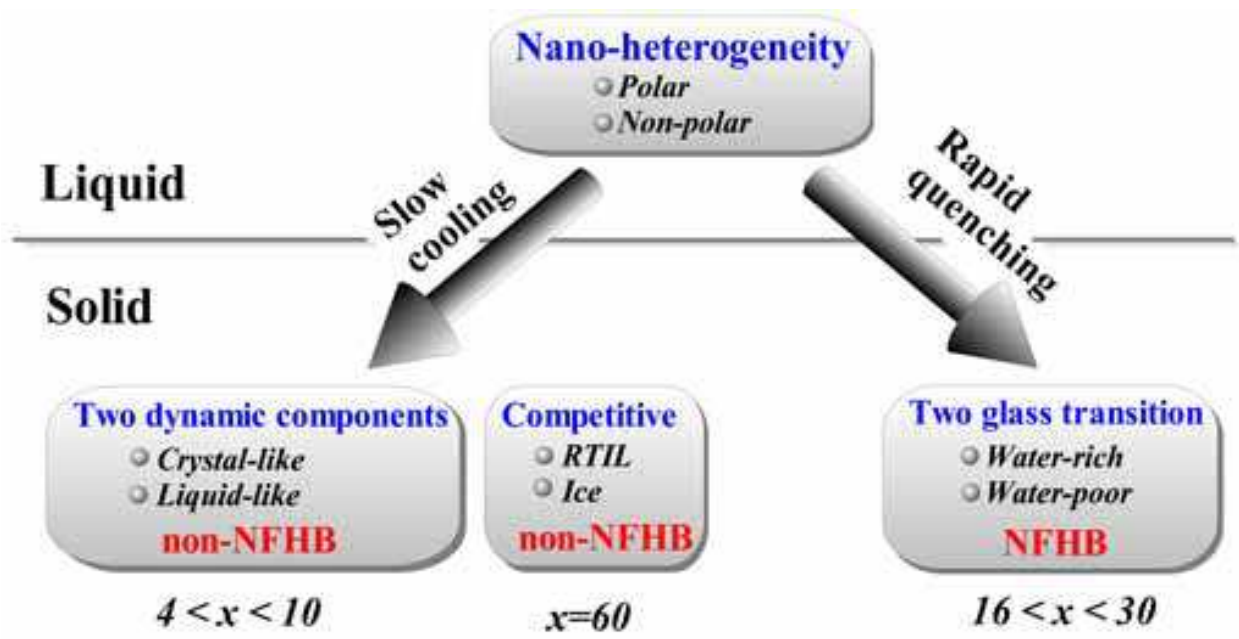 Nano-heterogeneity
Polar
Non-polar
Liquid
Slow
cooling
Rapid
quenching
Solid
Two dynamic components
Crystal-like
Liquid-like
non-NFHB
4 < x < 10
Competitive
RTIL
Ice
non-NFHB
x=60
Two glass transition
Water-rich
Water-poor
NFHB
16 < x < 30